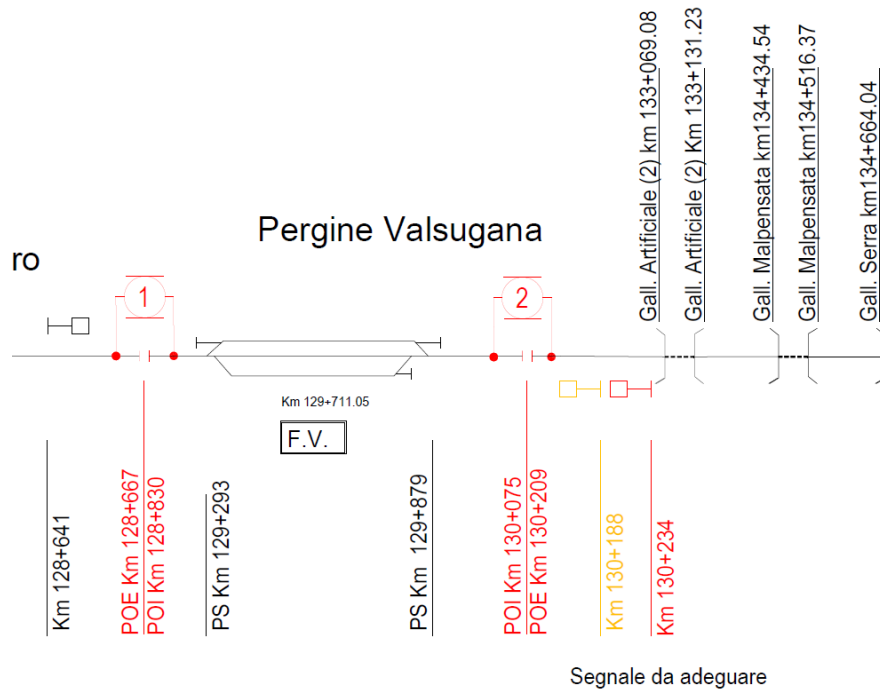 Gall. Artificiale (2) km 133+069.08
Gall. Artificiale (2) Km 133+131.23
Gall. Malpensata km134+434.54
Gall. Malpensata km134+516.37
Gall. Serra km134+664.04
Pergine Valsugana
ro
1
2
Km 129+711.05
F.V.
Km 128+641
POE Km 128+667
POI Km 128+830
PS Km 129+293
PS Km 129+879
POI Km 130+075
POE Km 130+209
Km 130+188
Km 130+234
Segnale da adeguare